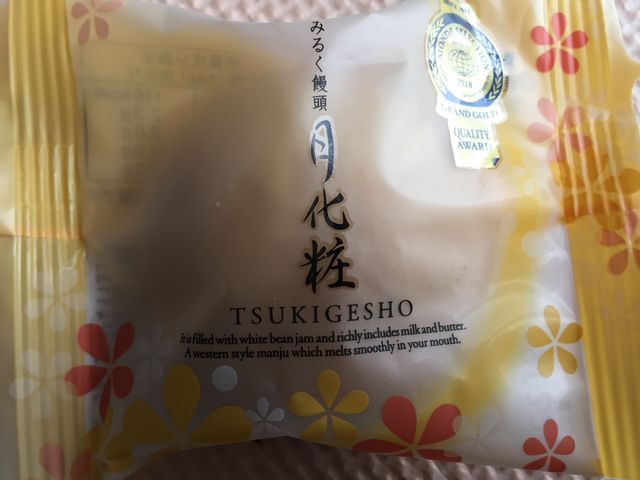 みるく饅頭
月化粧
TSUKIGESHO
It is filled with white bean jam and richly includes milk and butter.
A western style manju which melts smoothly in your mouth.
2018
GRAND GOLD
QUALITY
AWARD